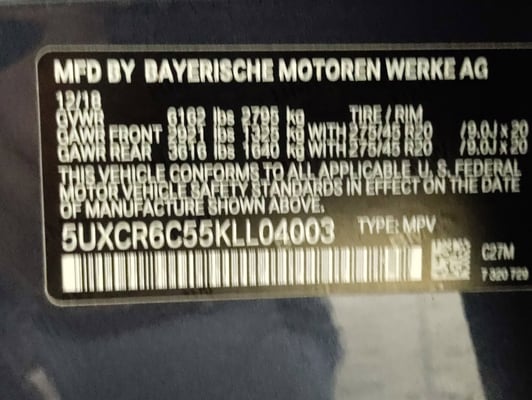 MFD BY BAYERISCHE MOTOREN WERKE AG
12/18
GVWR 6162 lbs 2795 kg TIRE / RIM
GAWR FRONT 2921 lbs 1325 kg WITH 275/45 R20 /9.0J x 20
GAWR REAR 3616 lbs 1640 kg WITH 275/45 R20 /9.0J x 20
THIS VEHICLE CONFORMS TO ALL APPLICABLE U. S. FEDERAL
MOTOR VEHICLE SAFETY STANDARDS IN EFFECT ON THE DATE
OF MANUFACTURE SHOWN ABOVE.
5UXCR6C55KLL04003 TYPE: MPV
C27M
7 320 729